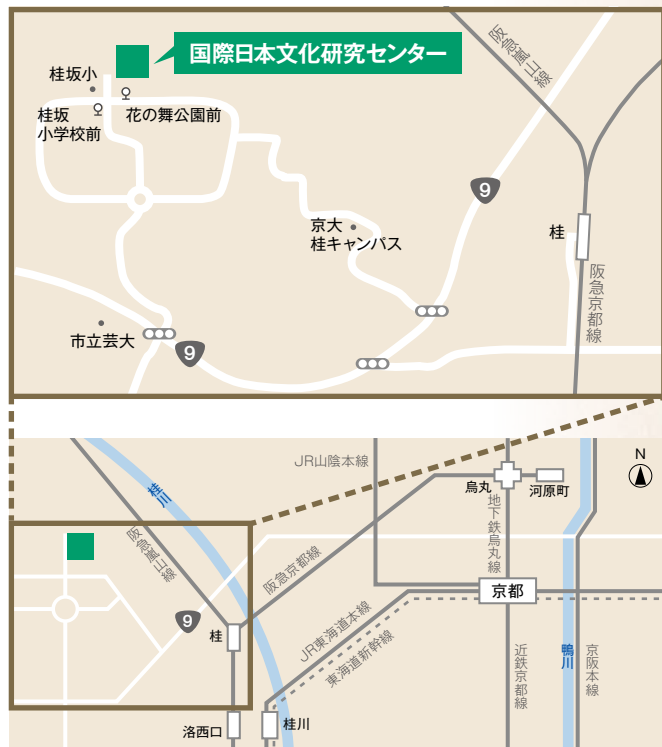 国際日本文化研究センター
阪急嵐山線
桂坂小
桂坂
小学校前
花の舞公園前
9
京大
桂キャンパス
桂
阪急京都線
市立芸大
9
JR山陰本線
N
烏丸
河原町
桂川
地下鉄烏丸線
阪急嵐山線
阪急京都線
京都
9
桂
JR東海道本線
東海道新幹線
近鉄京都線
鴨川
京阪本線
洛西口
桂川